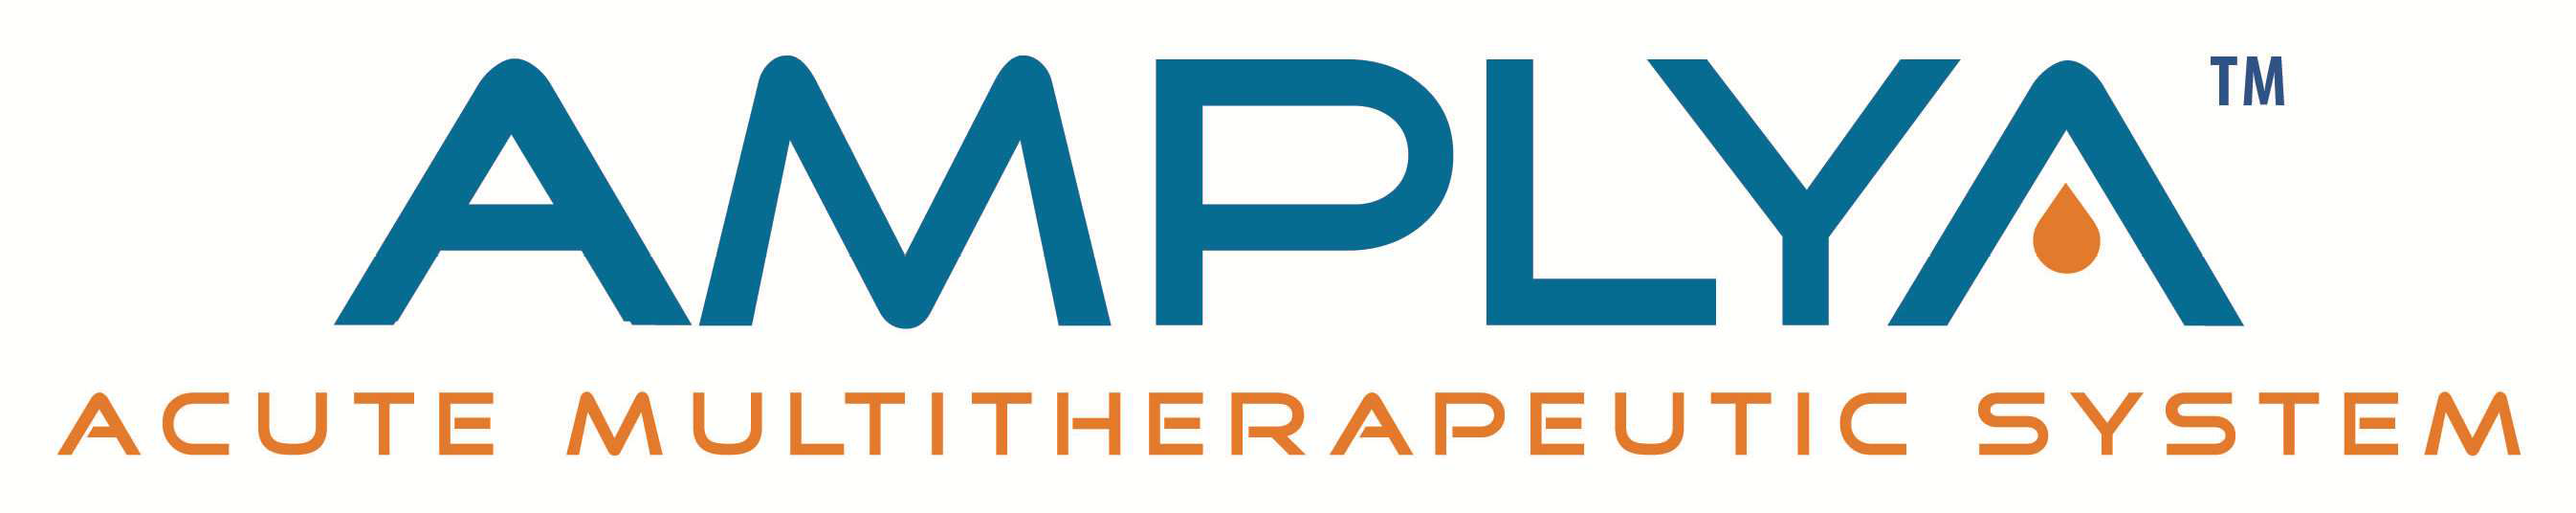 AMPLYA™
ACUTE MULTITHERAPEUTIC SYSTEM